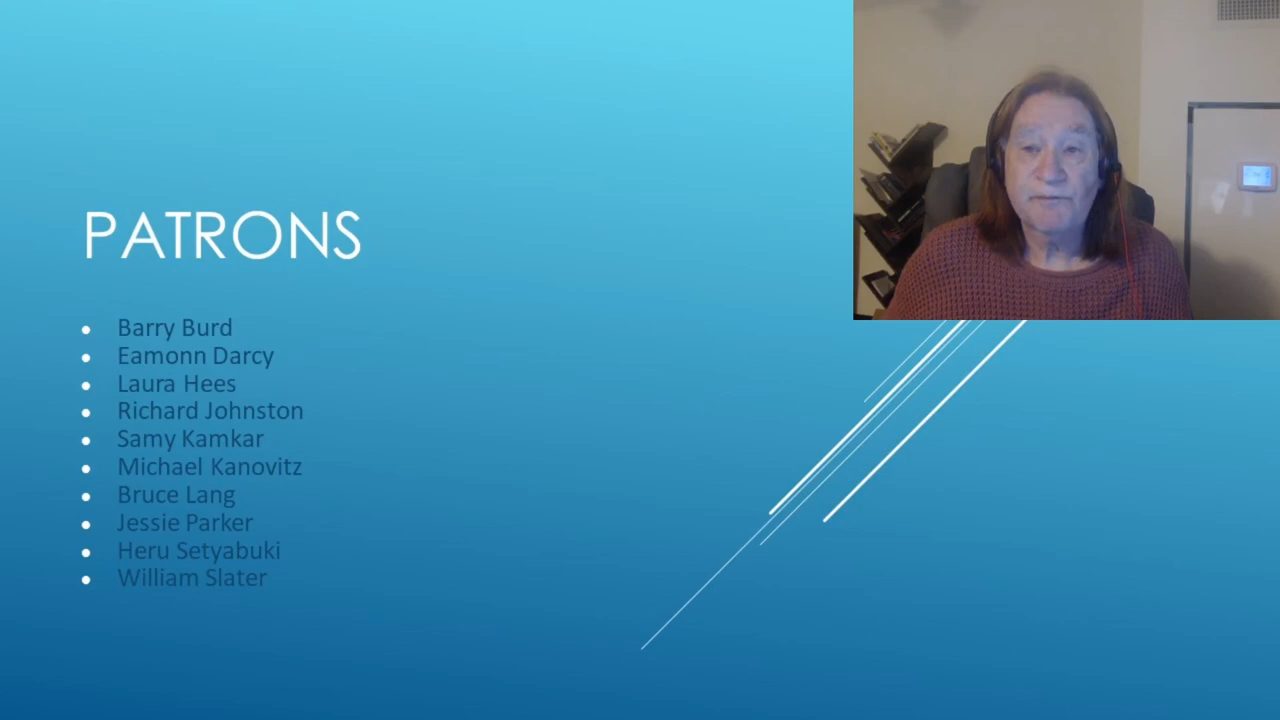 PATRONS
Barry Burd
Eamonn Darcy
Laura Hees
Richard Johnston
Samy Kamkar
Michael Kanovitz
Bruce Lang
Jessie Parker
Heru Setyabuki
William Slater